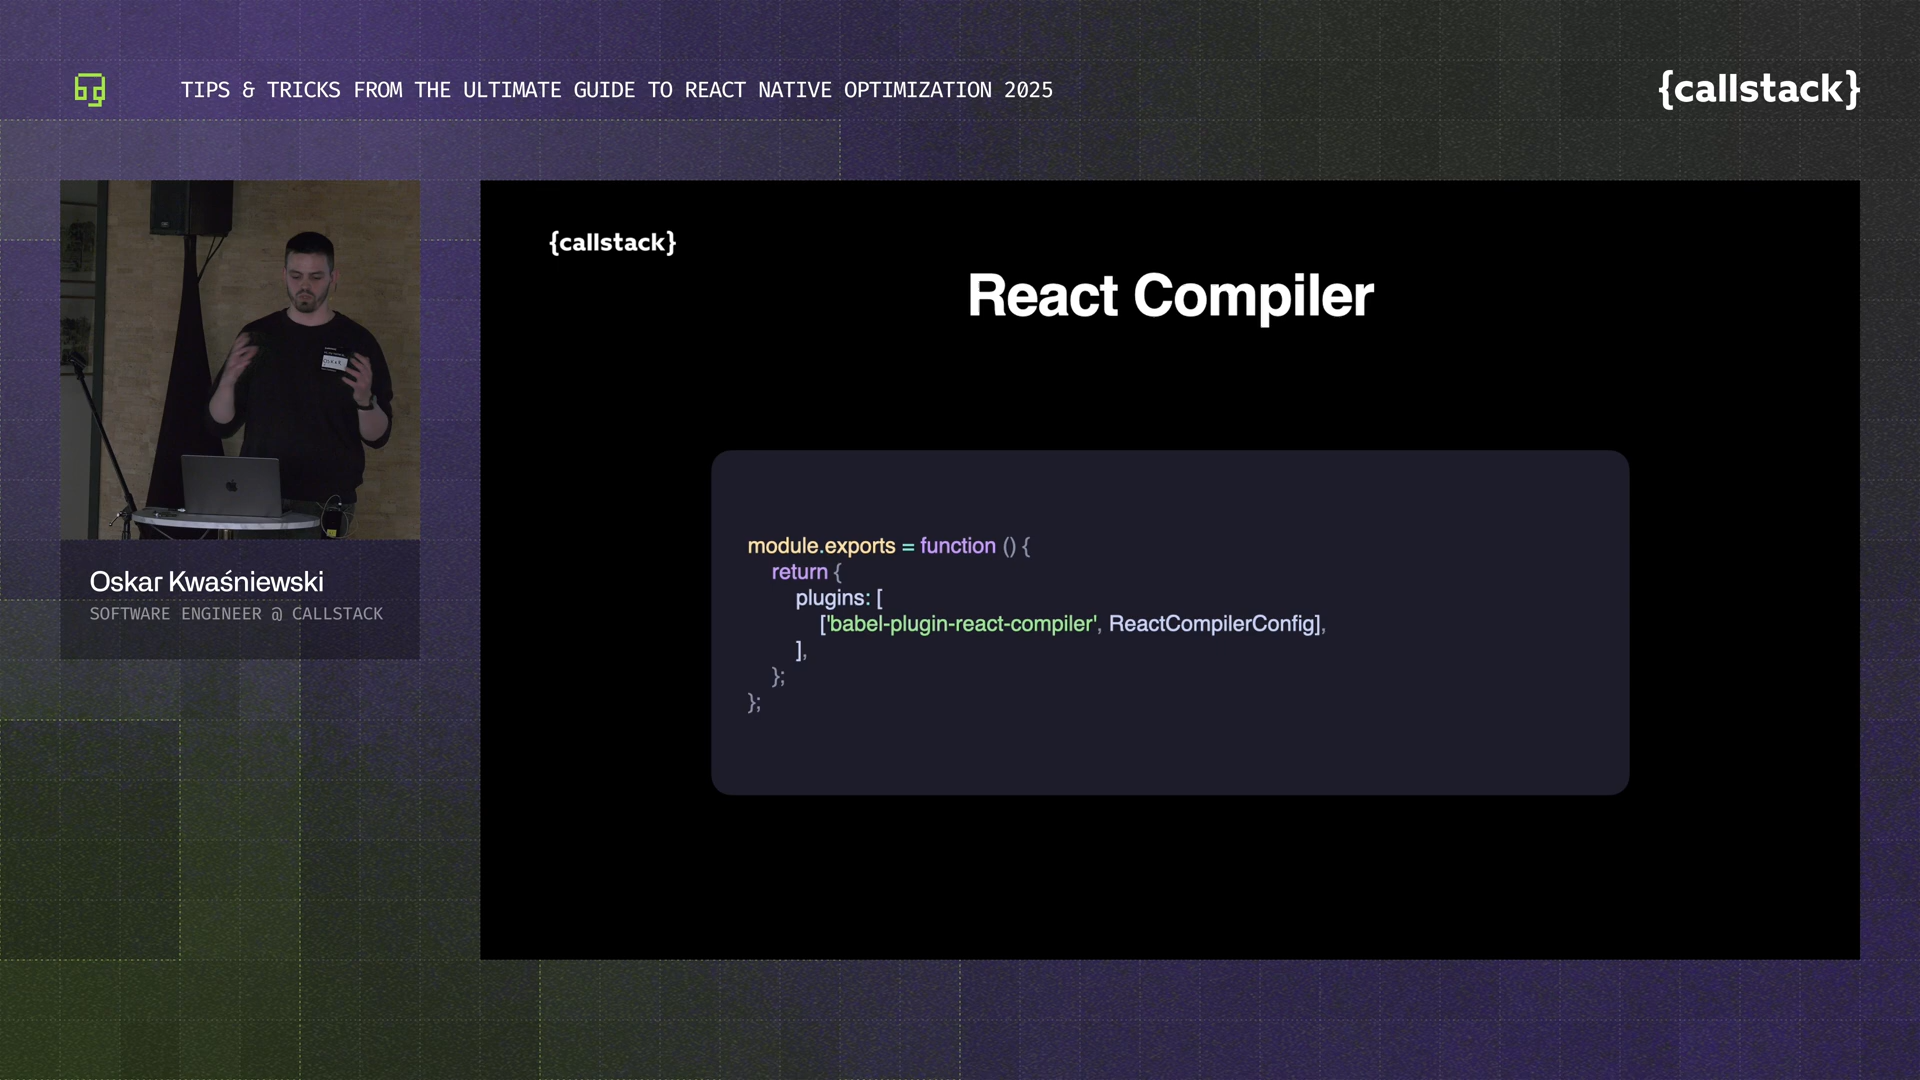 TIPS & TRICKS FROM THE ULTIMATE GUIDE TO REACT NATIVE OPTIMIZATION 2025
{callstack}
{callstack}
React Compiler
module.exports = function () {
return {
plugins: [
['babel-plugin-react-compiler', ReactCompilerConfig],
],
};
};
Oskar Kwaśniewski
SOFTWARE ENGINEER @ CALLSTACK